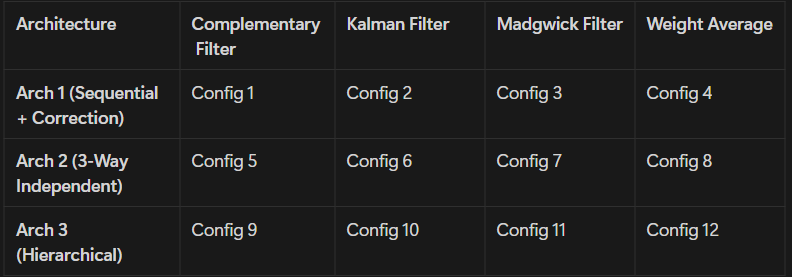 Architecture Complementary Filter Kalman Filter Madgwick Filter Weight Average
Arch 1 (Sequential + Correction) Config 1 Config 2 Config 3 Config 4
Arch 2 (3-Way Independent) Config 5 Config 6 Config 7 Config 8
Arch 3 (Hierarchical) Config 9 Config 10 Config 11 Config 12